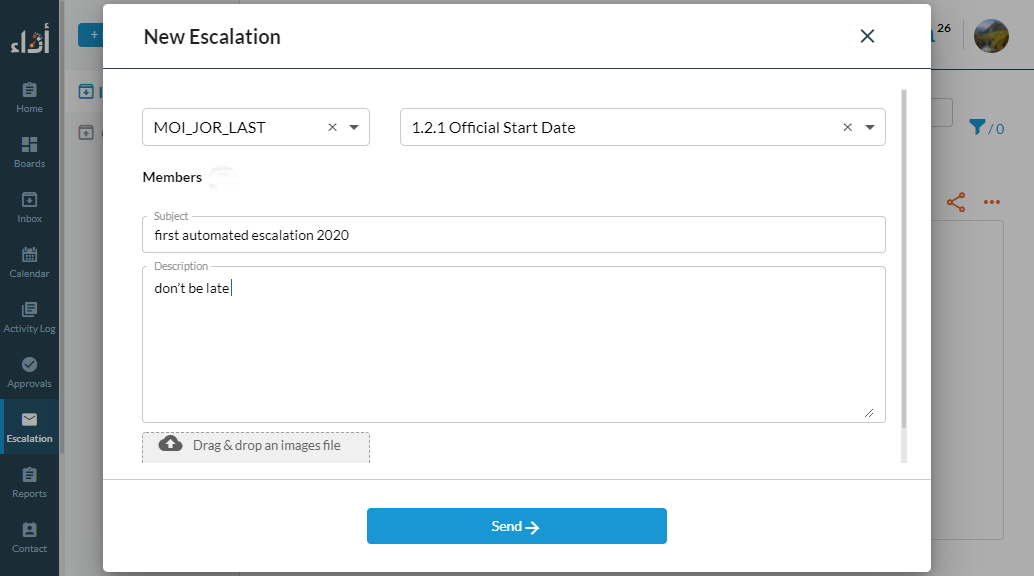 أداء
Home
Boards
Inbox
Calendar
Activity Log
Approvals
Escalation
Reports
Contact
New Escalation
MOI_JOR_LAST
1.2.1 Official Start Date
Members
Subject
first automated escalation 2020
Description
don't be late
Drag & drop an images file
Send
26
/ 0